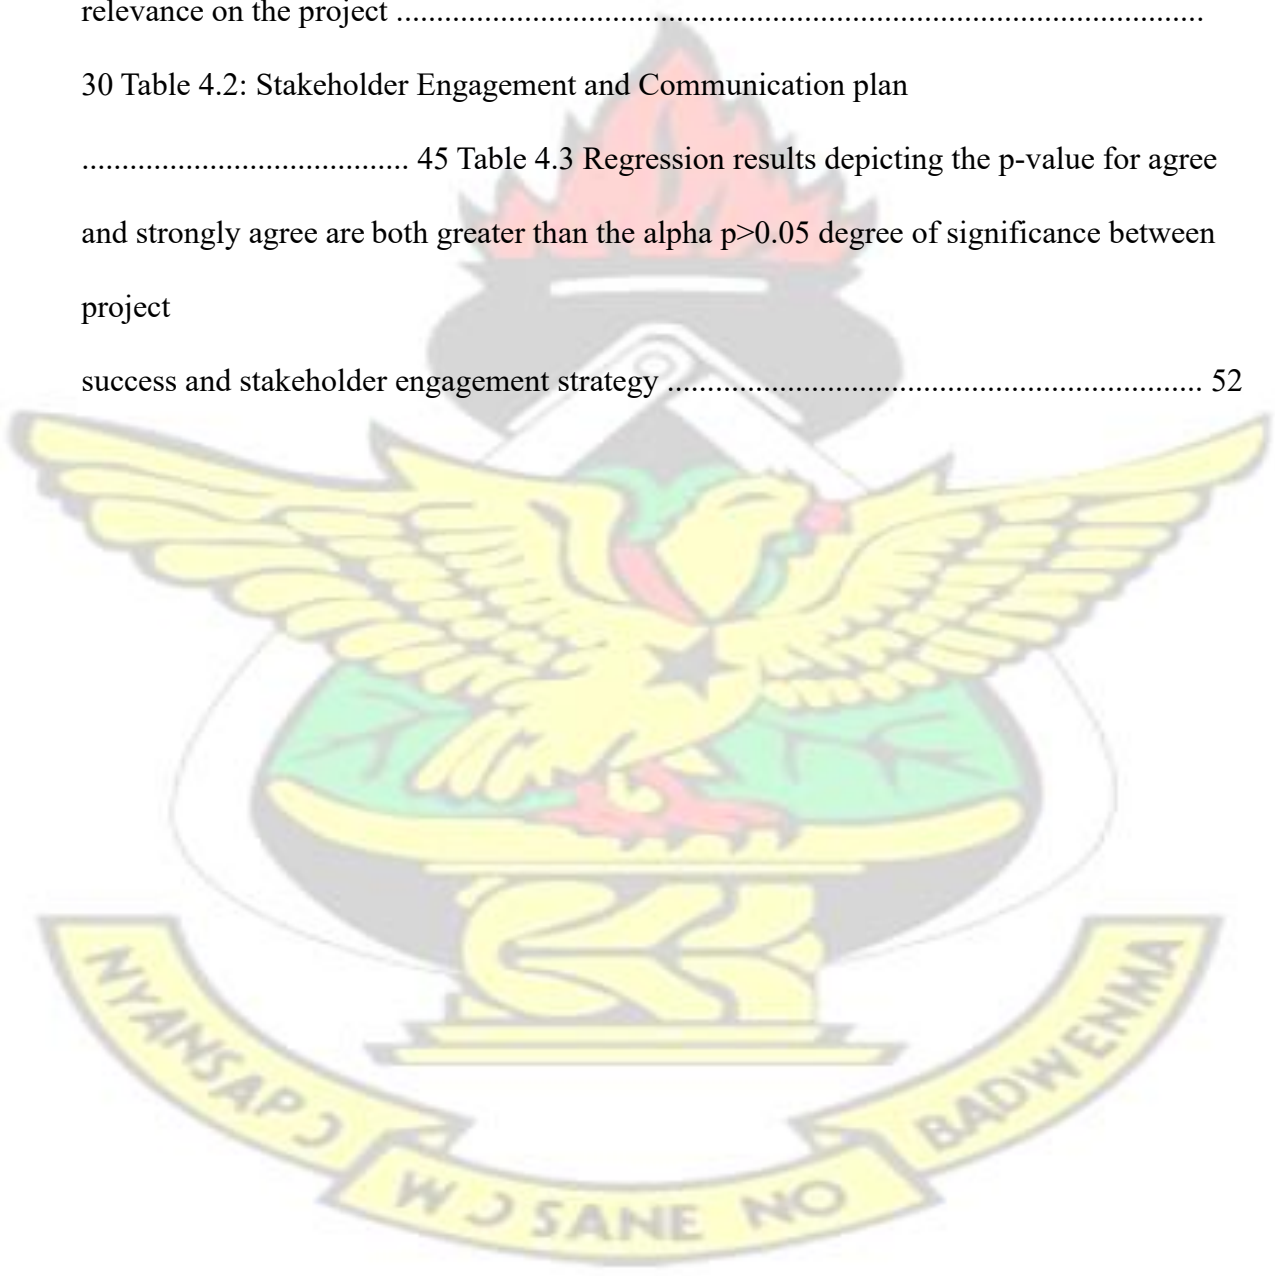 relevance on the project .....................................................................................................
30 Table 4.2: Stakeholder Engagement and Communication plan
......................................... 45 Table 4.3 Regression results depicting the p-value for agree
and strongly agree are both greater than the alpha p>0.05 degree of significance between
project
success and stakeholder engagement strategy ................................................................... 52
NYANSAPƆ
WƆSANE NO
BADWENMA